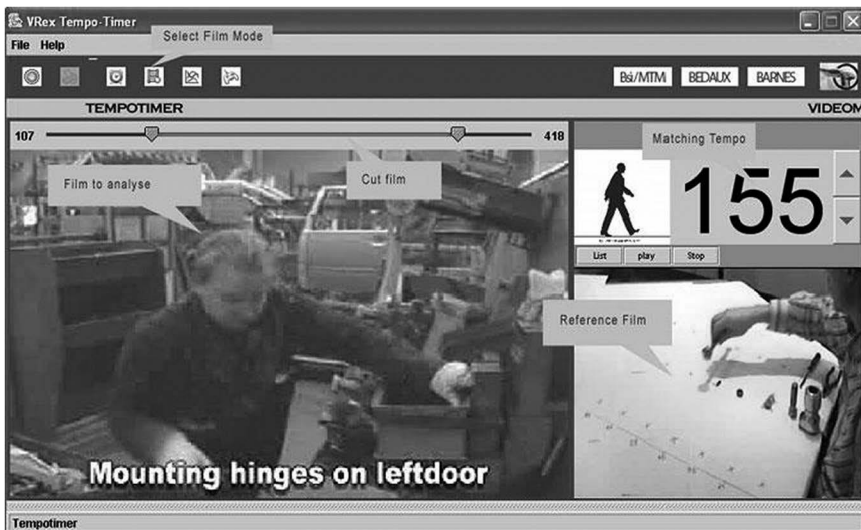 VRex Tempo-Timer
Select Film Mode
File Help
Bsi/MTMi BEDAUX BARNES
TEMPOTIMER
VIDEOM
107
418
Matching Tempo
Film to analyse
Cut film
155
List play Stop
Reference Film
Mounting hinges on leftdoor
Tempotimer